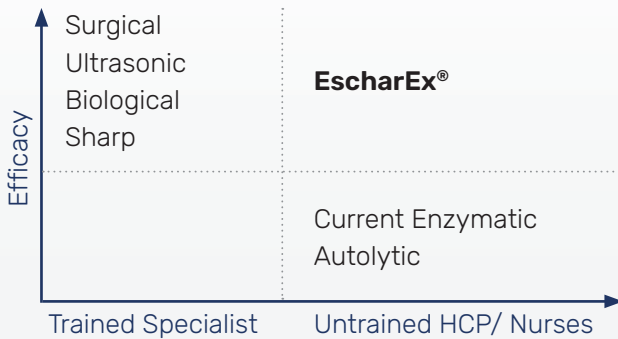 Surgical
Ultrasonic
Biological
Sharp
EscharEx®
Efficacy
Current Enzymatic
Autolytic
Trained Specialist
Untrained HCP/ Nurses